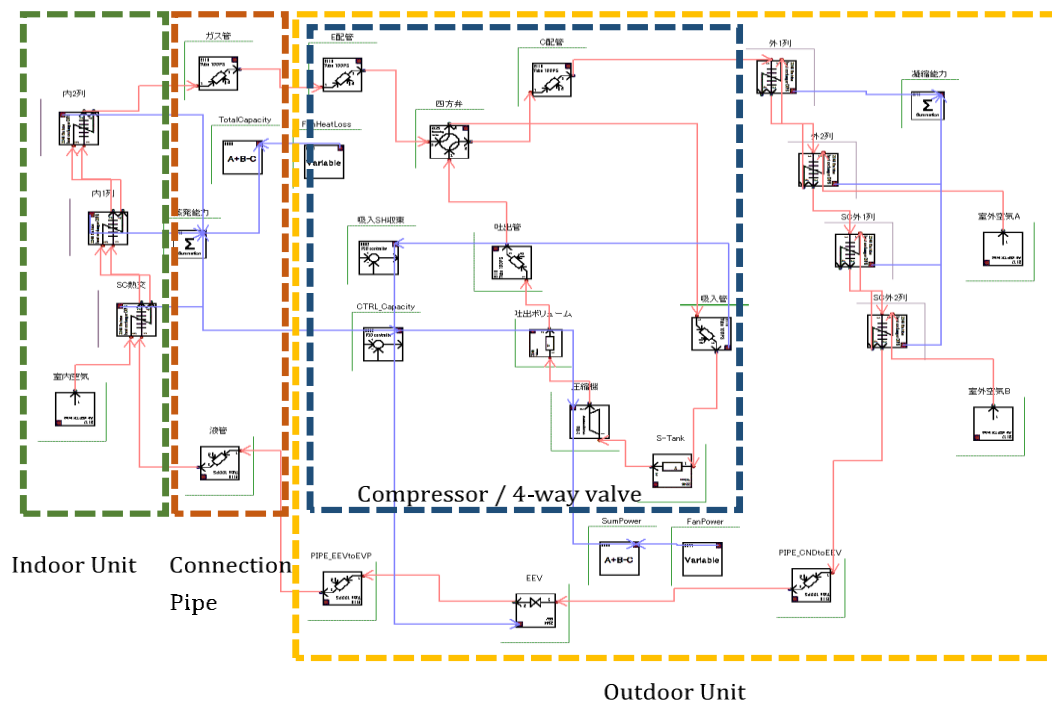 ガス管
E配管
C配管
外1列
凝縮能力
内2列
四方弁
TotalCapacity
HeatLoss
A+B-C
Variable
Σ
外2列
内1列
発能力
Σ
吸入SH収束
吐出管
SC外1列
室外空気A
SC熱交
CTRL_Capacity
吐出ボリューム
吸入管
SC外2列
室内空気
圧縮機
室外空気B
液管
S-Tank
Compressor / 4-way valve
SumPower
FanPower
A+B-C
Variable
Indoor Unit
Connection
Pipe
PIPE_EEVtoEVP
EEV
PIPE_CNDtoEEV
Outdoor Unit